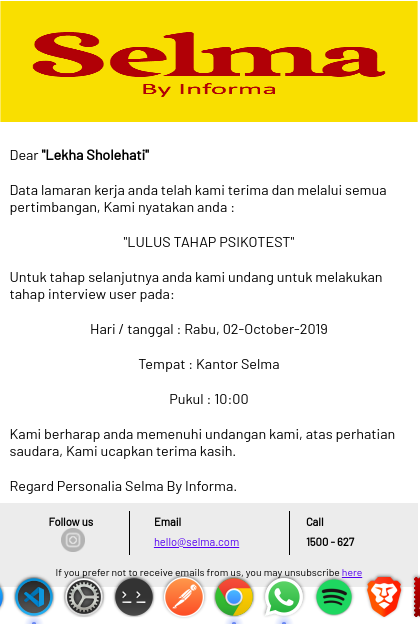 Selma
By Informa
Dear "Lekha Sholehati"
Data lamaran kerja anda telah kami terima dan melalui semua
pertimbangan, Kami nyatakan anda :
"LULUS TAHAP PSIKOTEST"
Untuk tahap selanjutnya anda kami undang untuk melakukan
tahap interview user pada:
Hari / tanggal : Rabu, 02-October-2019
Tempat : Kantor Selma
Pukul : 10:00
Kami berharap anda memenuhi undangan kami, atas perhatian
saudara, Kami ucapkan terima kasih.
Regard Personalia Selma By Informa.
Follow us
Email
hello@selma.com
Call
1500 - 627
If you prefer not to receive emails from us, you may unsubscribe here